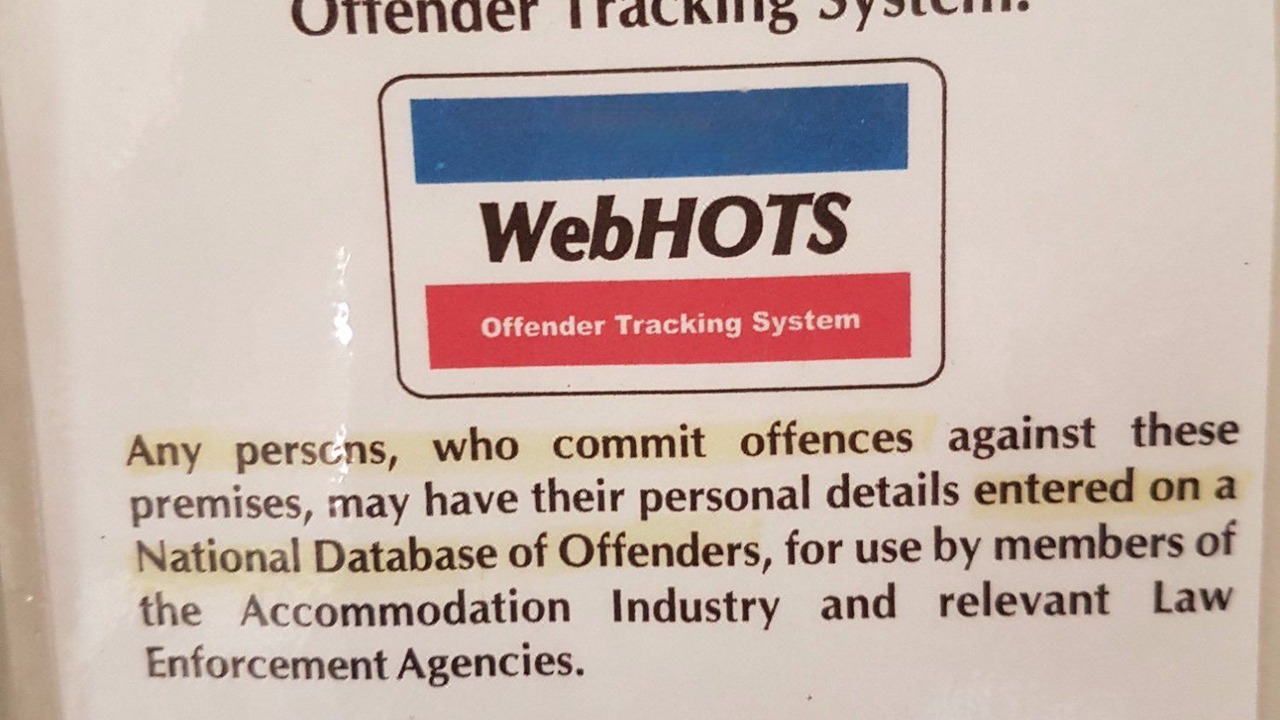 Offender Tracking System.
WebHOTS
Offender Tracking System
Any persons, who commit offences against these
premises, may have their personal details entered on a
National Database of Offenders, for use by members of
the Accommodation Industry and relevant Law
Enforcement Agencies.